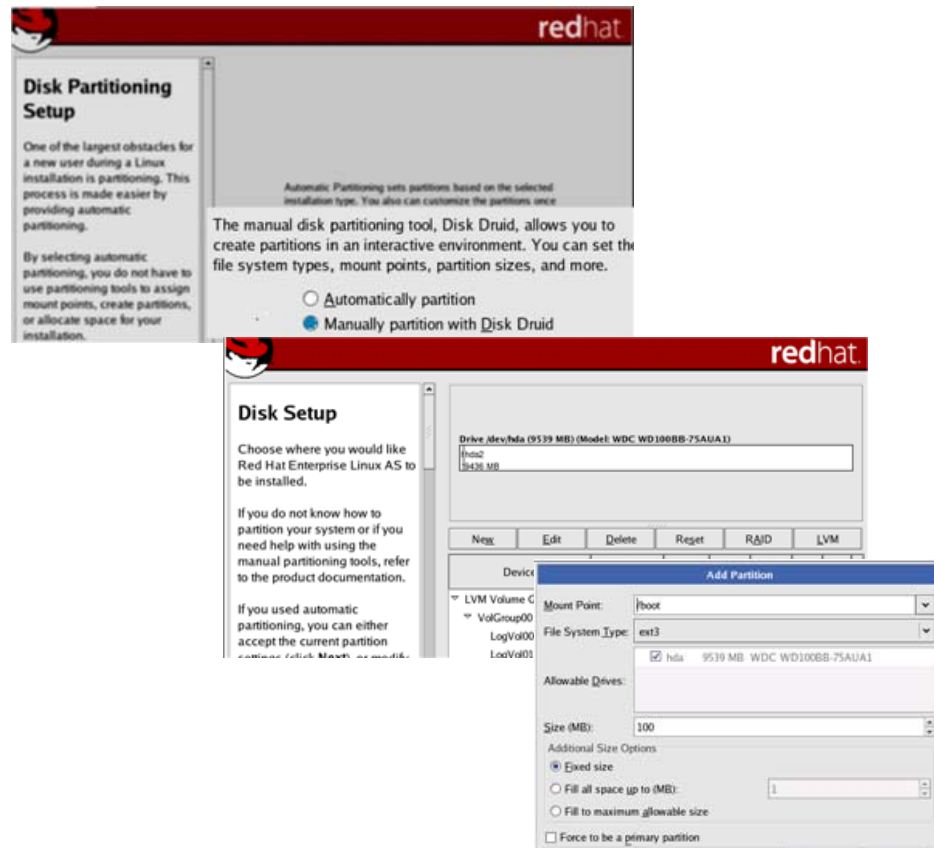 redhat
Disk Partitioning
Setup
One of the largest obstacles for
a new user during a Linux
installation is partitioning. This
process is made easier by
providing automatic
partitioning.
By selecting automatic
partitioning, you do not have to
use partitioning tools to assign
mount points, create partitions,
or allocate space for your
installation.
Automatic Partitioning sets partitions based on the selected
installation type. You also can customize the partitions once
The manual disk partitioning tool, Disk Druid, allows you to
create partitions in an interactive environment. You can set the
file system types, mount points, partition sizes, and more.
Automatically partition
Manually partition with Disk Druid
redhat.
Disk Setup
Choose where you would like
Red Hat Enterprise Linux AS to
be installed.
If you do not know how to
partition your system or if you
need help with using the
manual partitioning tools, refer
to the product documentation.
If you used automatic
partitioning, you can either
accept the current partition
settings (click Next), or modify
Drive /dev/hda (9539 MB) (Model: WDC WD100BB-75AUA1)
hda2
9436 MB
New Edit Delete Reset RAID LVM
Device
LVM Volume G
VolGroup00
LogVol00
LogVol01
Add Partition
Mount Point: /boot
File System Type: ext3
Allowable Drives:
hda 9539 MB WDC WD100BB-75AUA1
Size (MB): 100
Additional Size Options
Fixed size
Fill all space up to (MB): 1
Fill to maximum allowable size
Force to be a primary partition